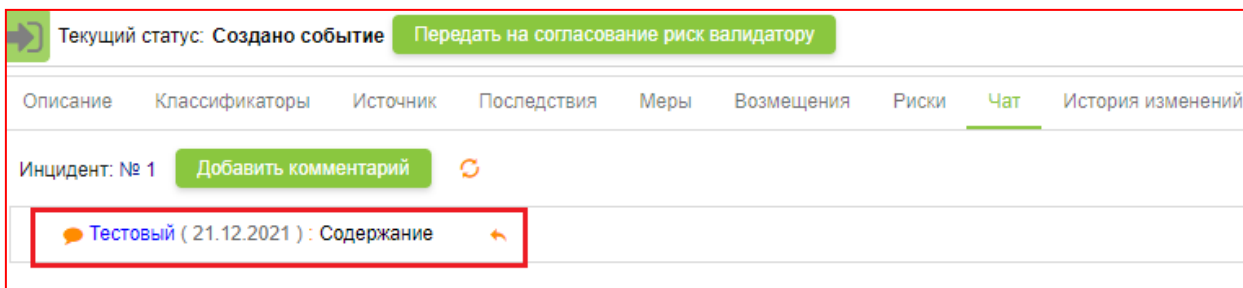 Текущий статус: Создано событие Передать на согласование риск валидатору
Описание Классификаторы Источник Последствия Меры Возмещения Риски Чат История изменений
Инцидент: № 1 Добавить комментарий
Тестовый ( 21.12.2021 ) : Содержание